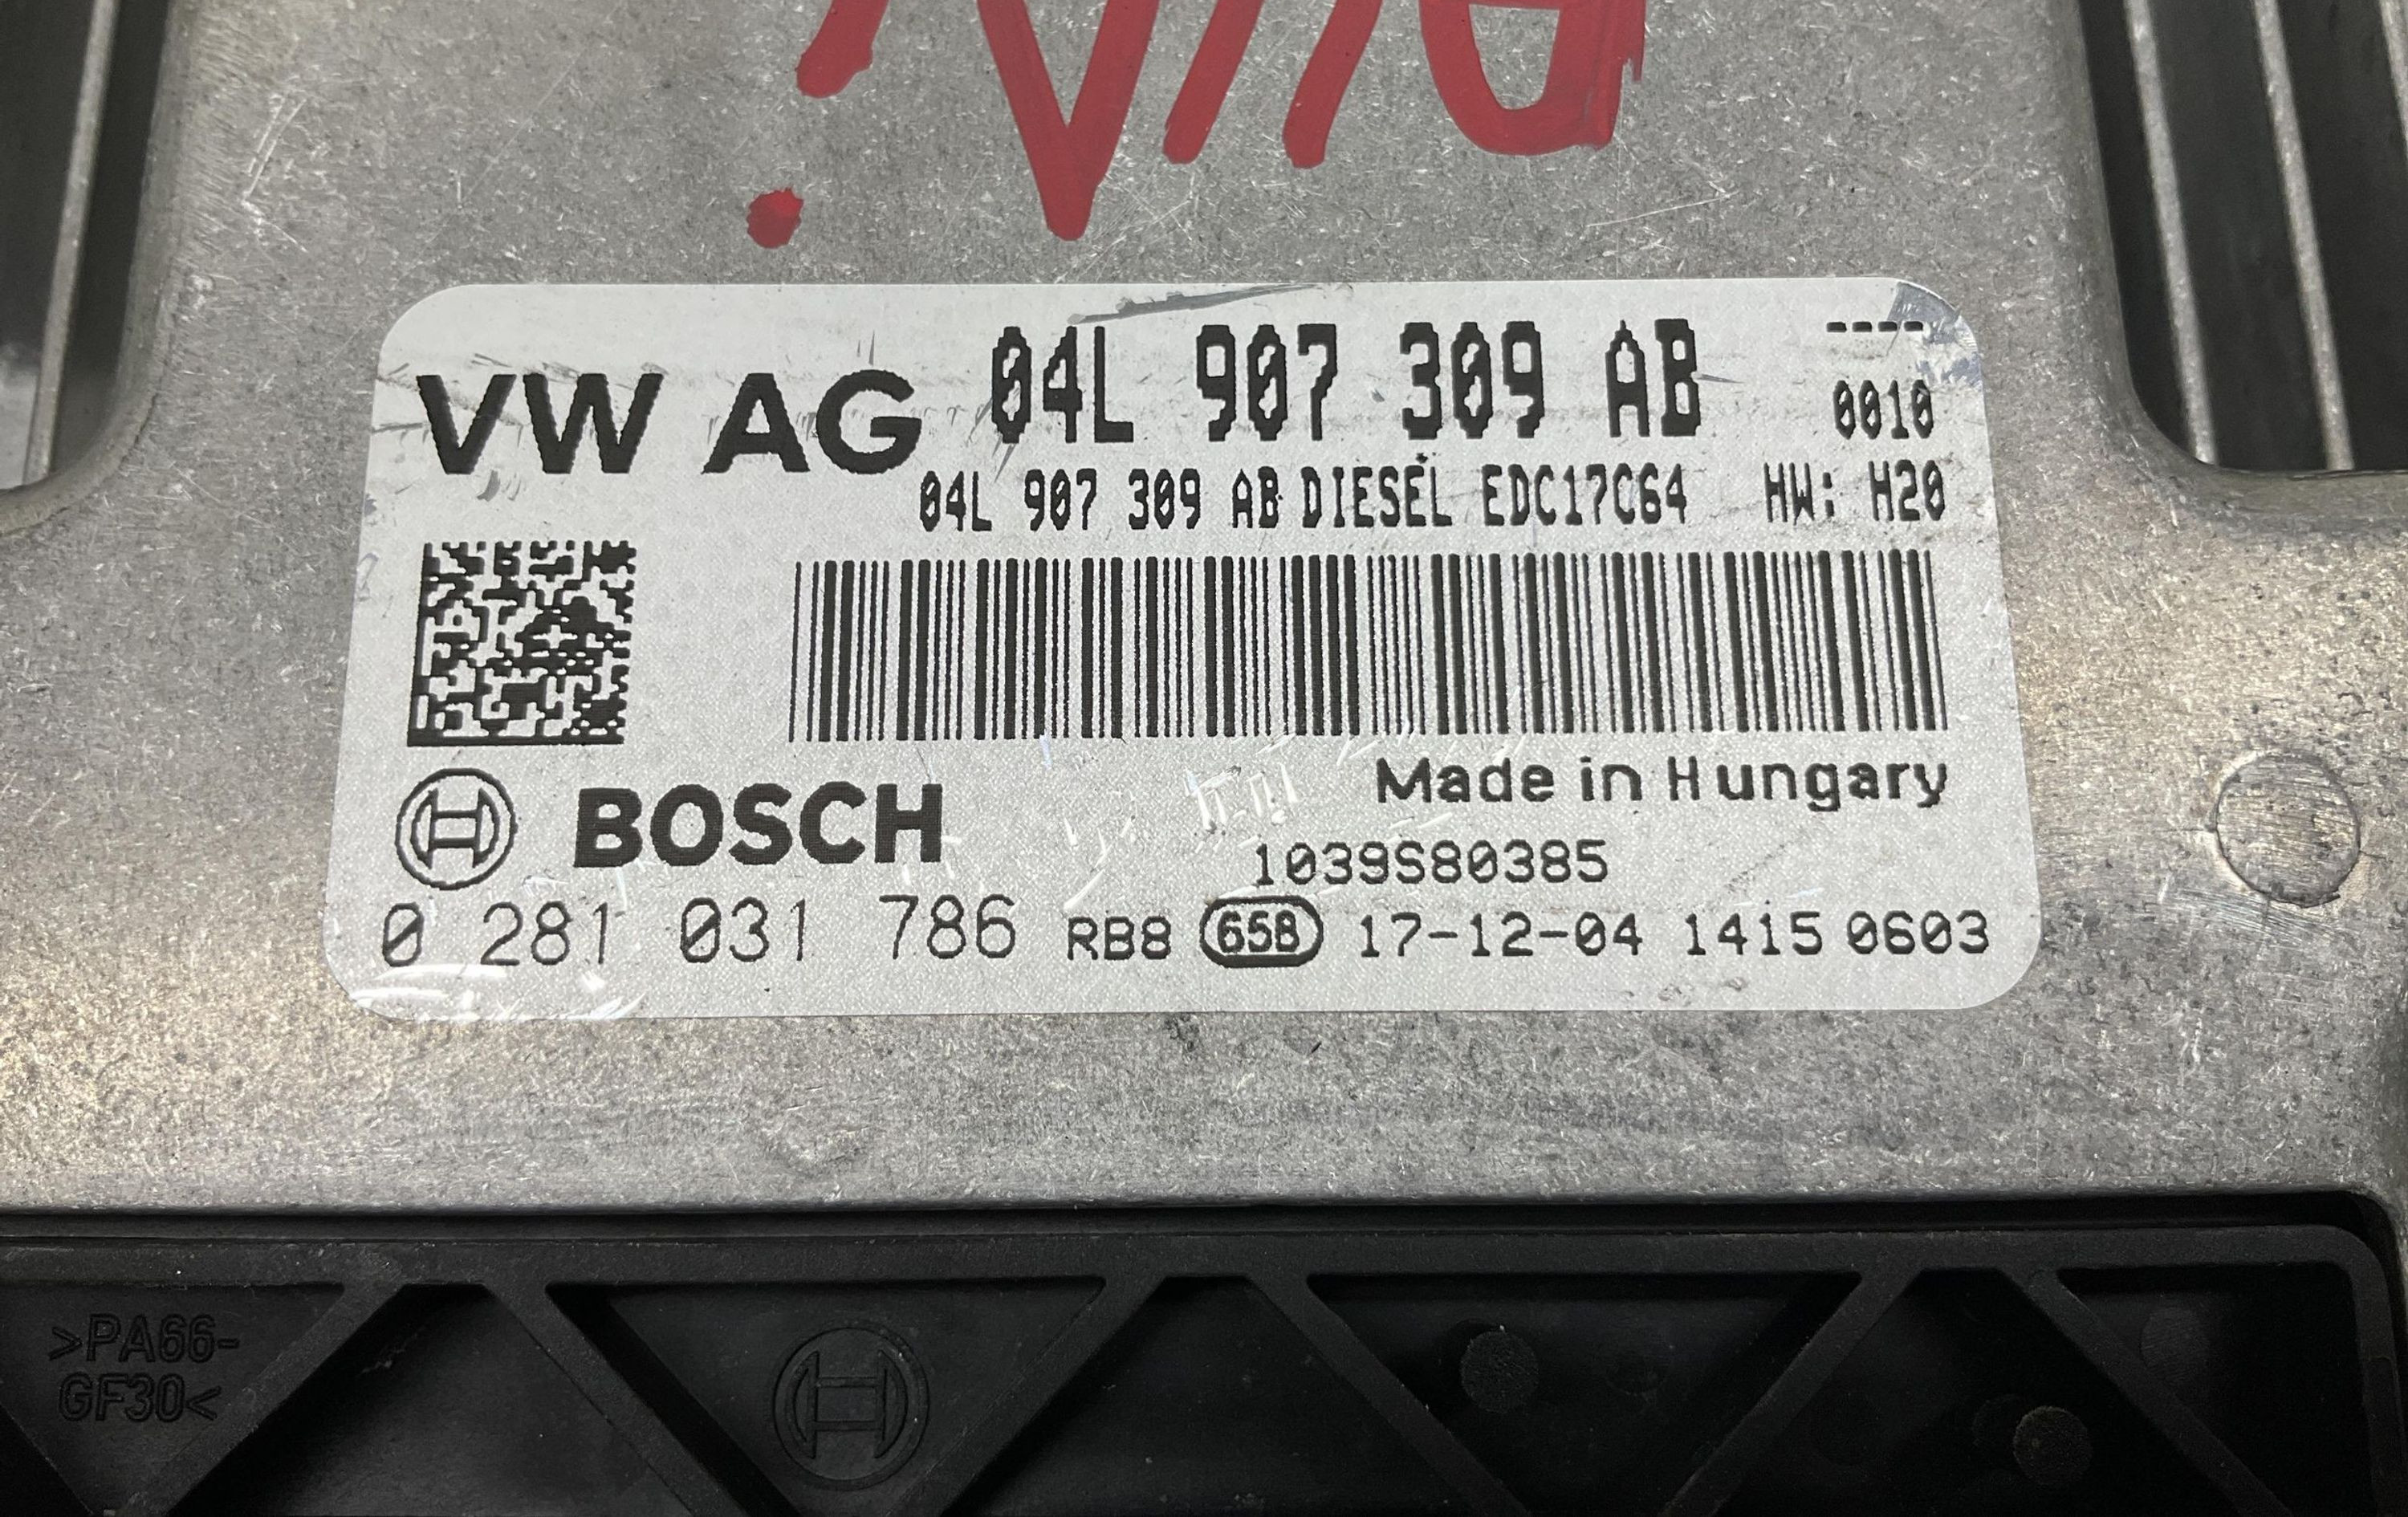 VW AG 04L 907 309 AB ----
0010
04L 907 309 AB DIESEL EDC17C64 HW: H20
BOSCH
Made in Hungary
1039S80385
0 281 031 786 RB8 658 17-12-04 1415 0603
>PA66-
GF30<